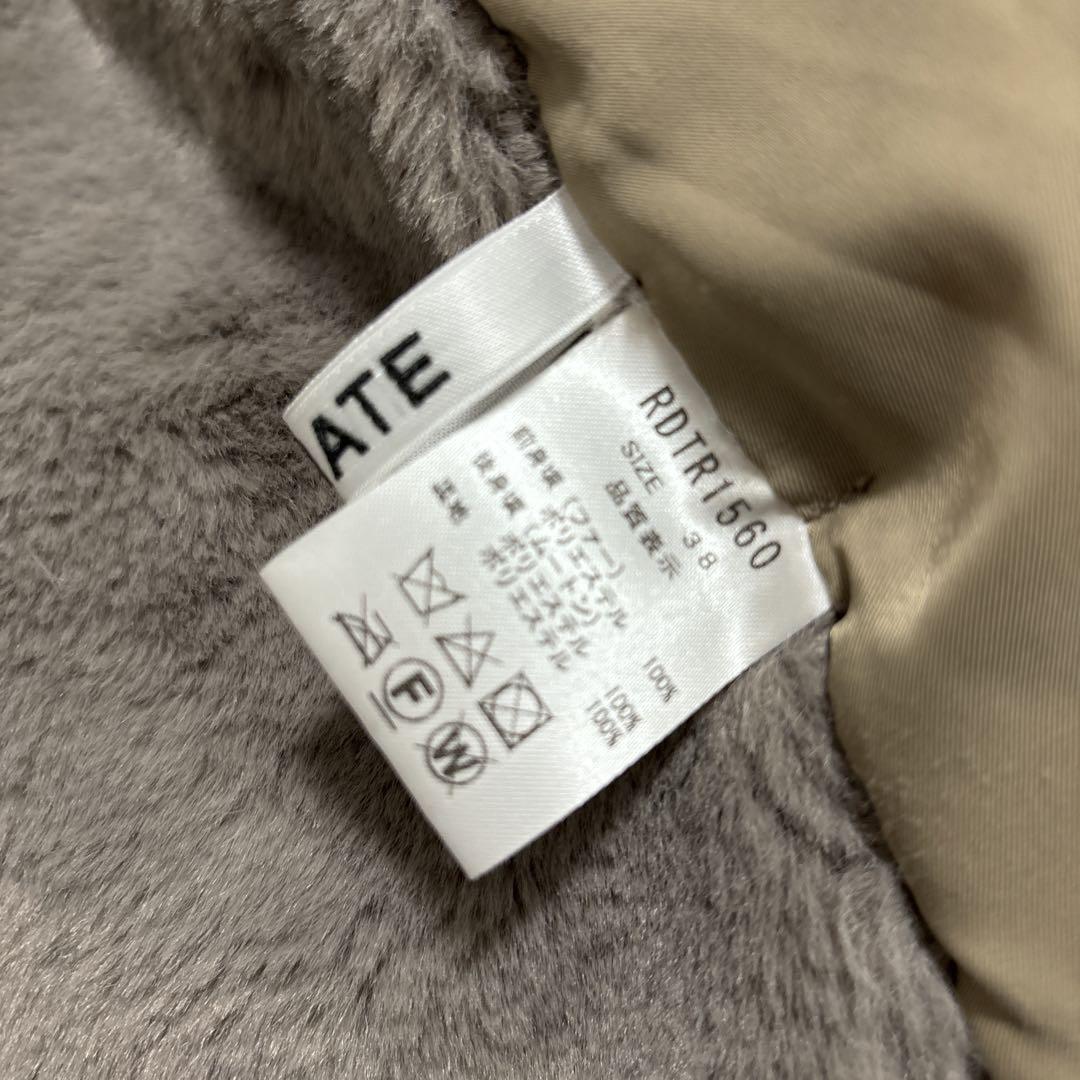 ATE
RDTR1560
SIZE 38
品質表示
前身頃 (ファー)
ポリエステル 100%
後身頃 (ムートン)
ポリエステル 100%
ポリエステル 100%
F
W